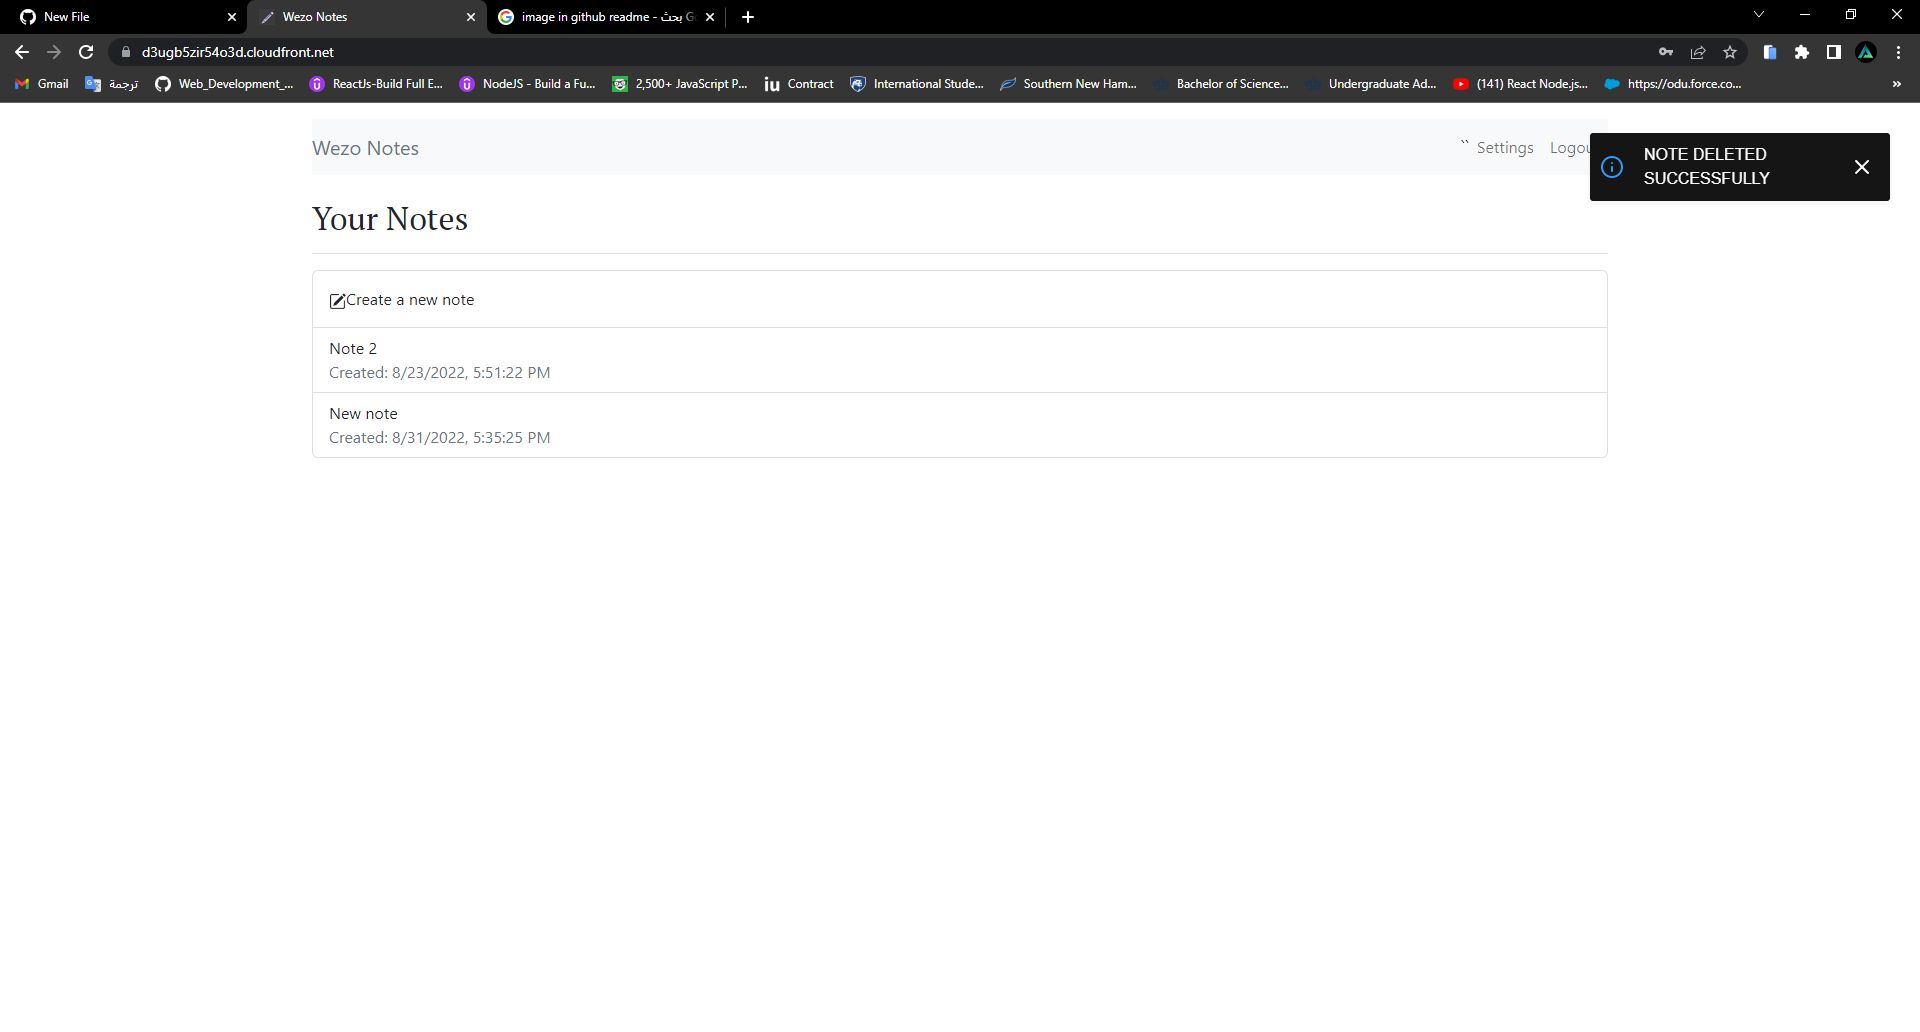 New File
Wezo Notes
image in github readme - بحث G
d3ugb5zir54o3d.cloudfront.net
Gmail
ترجمة
Web_Development_...
ReactJs-Build Full E...
NodeJS - Build a Fu...
2,500+ JavaScript P...
iu Contract
International Stude...
Southern New Ham...
Bachelor of Science...
Undergraduate Ad...
(141) React Node.js...
https://odu.force.co...
»
Wezo Notes
`` Settings
Logou
NOTE DELETED
SUCCESSFULLY
Your Notes
Create a new note
Note 2
Created: 8/23/2022, 5:51:22 PM
New note
Created: 8/31/2022, 5:35:25 PM